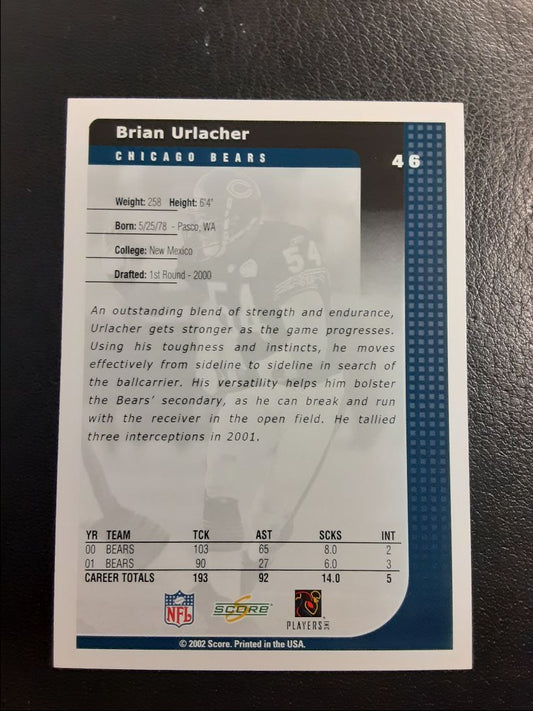 Brian Urlacher
CHICAGO BEARS
46
Weight: 258 Height: 6'4"
Born: 5/25/78 - Pasco, WA
College: New Mexico
Drafted: 1st Round - 2000
54
An outstanding blend of strength and endurance,
Urlacher gets stronger as the game progresses.
Using his toughness and instincts, he moves
effectively from sideline to sideline in search of
the ballcarrier. His versatility helps him bolster
the Bears' secondary, as he can break and run
with the receiver in the open field. He tallied
three interceptions in 2001.
YR TEAM TCK AST SCKS INT
00 BEARS 103 65 8.0 2
01 BEARS 90 27 6.0 3
CAREER TOTALS 193 92 14.0 5
NFL SCORE PLAYERS INC
© 2002 Score. Printed in the USA.